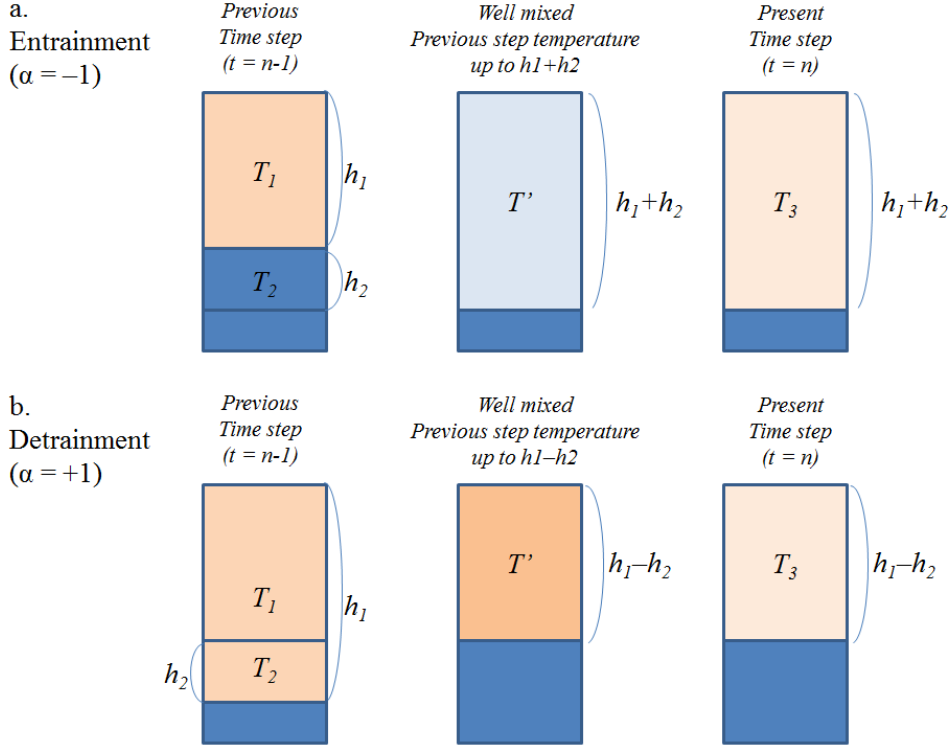 a.
Entrainment
(α = –1)
Previous
Time step
(t = n-1)
Well mixed
Previous step temperature
up to h1+h2
Present
Time step
(t = n)
T1
h1
T2
h2
T’
h1+h2
T3
h1+h2
b.
Detrainment
(α = +1)
Previous
Time step
(t = n-1)
Well mixed
Previous step temperature
up to h1–h2
Present
Time step
(t = n)
T1
h1
h2
T2
T’
h1–h2
T3
h1–h2